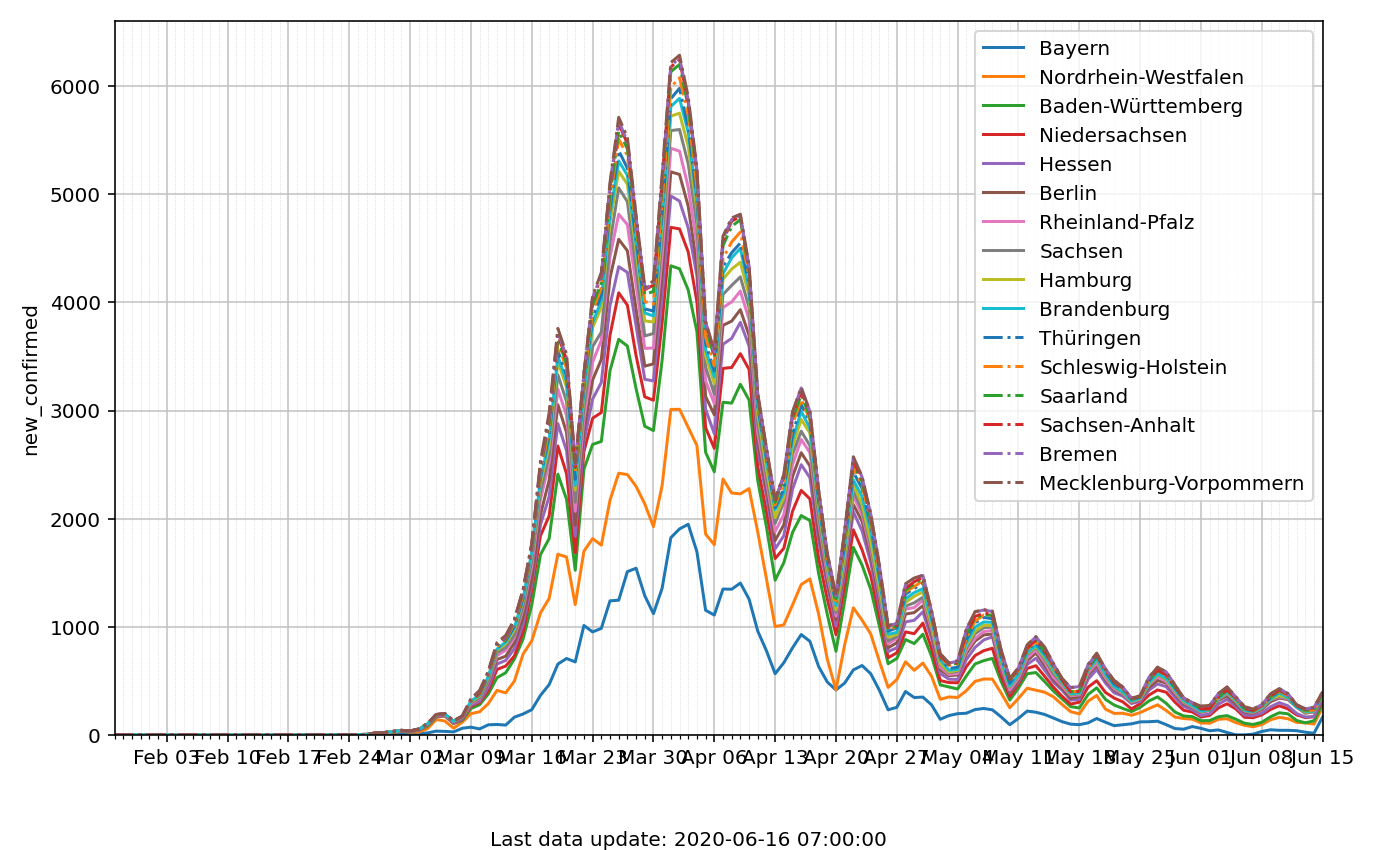 new_confirmed
6000
5000
4000
3000
2000
1000
0
Feb 03 Feb 10 Feb 17 Feb 24 Mar 02 Mar 09 Mar 16 Mar 23 Mar 30 Apr 06 Apr 13 Apr 20 Apr 27 May 04 May 11 May 18 May 25 Jun 01 Jun 08 Jun 15
Bayern
Nordrhein-Westfalen
Baden-Württemberg
Niedersachsen
Hessen
Berlin
Rheinland-Pfalz
Sachsen
Hamburg
Brandenburg
Thüringen
Schleswig-Holstein
Saarland
Sachsen-Anhalt
Bremen
Mecklenburg-Vorpommern
Last data update: 2020-06-16 07:00:00